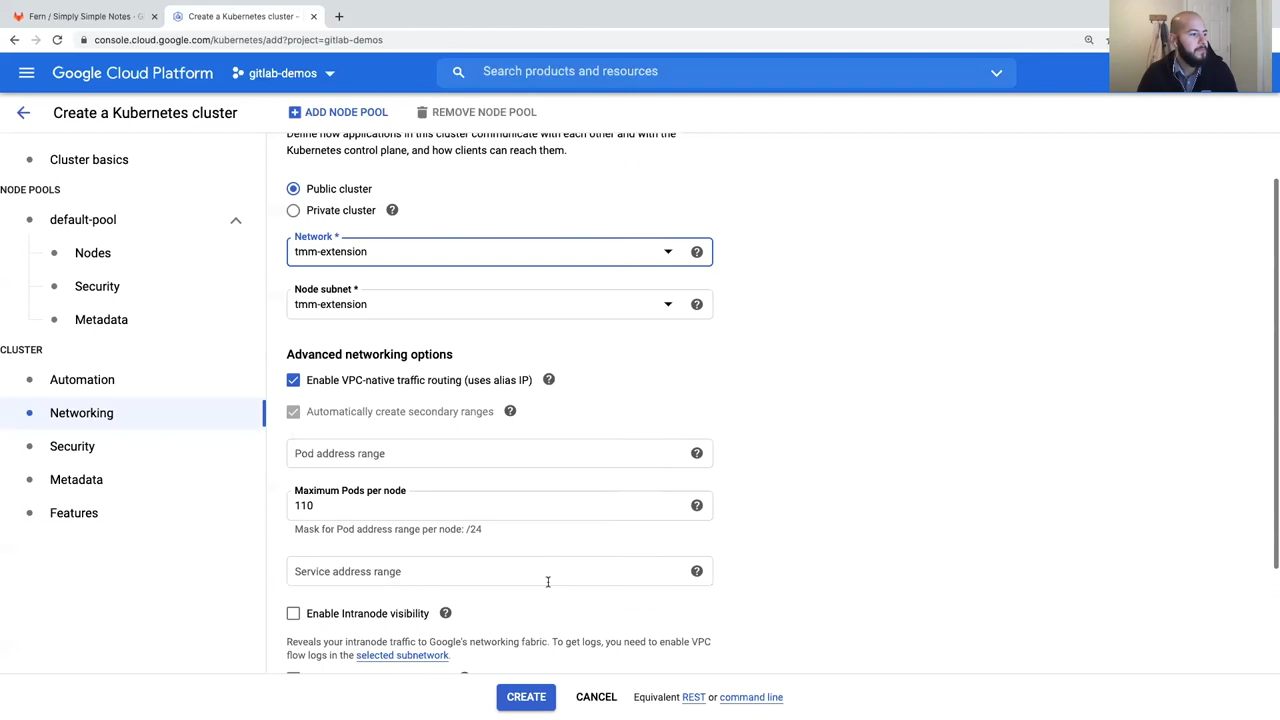 Fern / Simply Simple Notes · G
Create a Kubernetes cluster -
console.cloud.google.com/kubernetes/add?project=gitlab-demos
Google Cloud Platform
gitlab-demos
Search products and resources
Create a Kubernetes cluster
ADD NODE POOL
REMOVE NODE POOL
Cluster basics
NODE POOLS
default-pool
Nodes
Security
Metadata
CLUSTER
Automation
Networking
Security
Metadata
Features
Define how applications in this cluster communicate with each other and with the
Kubernetes control plane, and how clients can reach them.
Public cluster
Private cluster
Network *
tmm-extension
Node subnet *
tmm-extension
Advanced networking options
Enable VPC-native traffic routing (uses alias IP)
Automatically create secondary ranges
Pod address range
Maximum Pods per node
110
Mask for Pod address range per node: /24
Service address range
Enable Intranode visibility
Reveals your intranode traffic to Google's networking fabric. To get logs, you need to enable VPC
flow logs in the selected subnetwork.
CREATE
CANCEL
Equivalent REST or command line